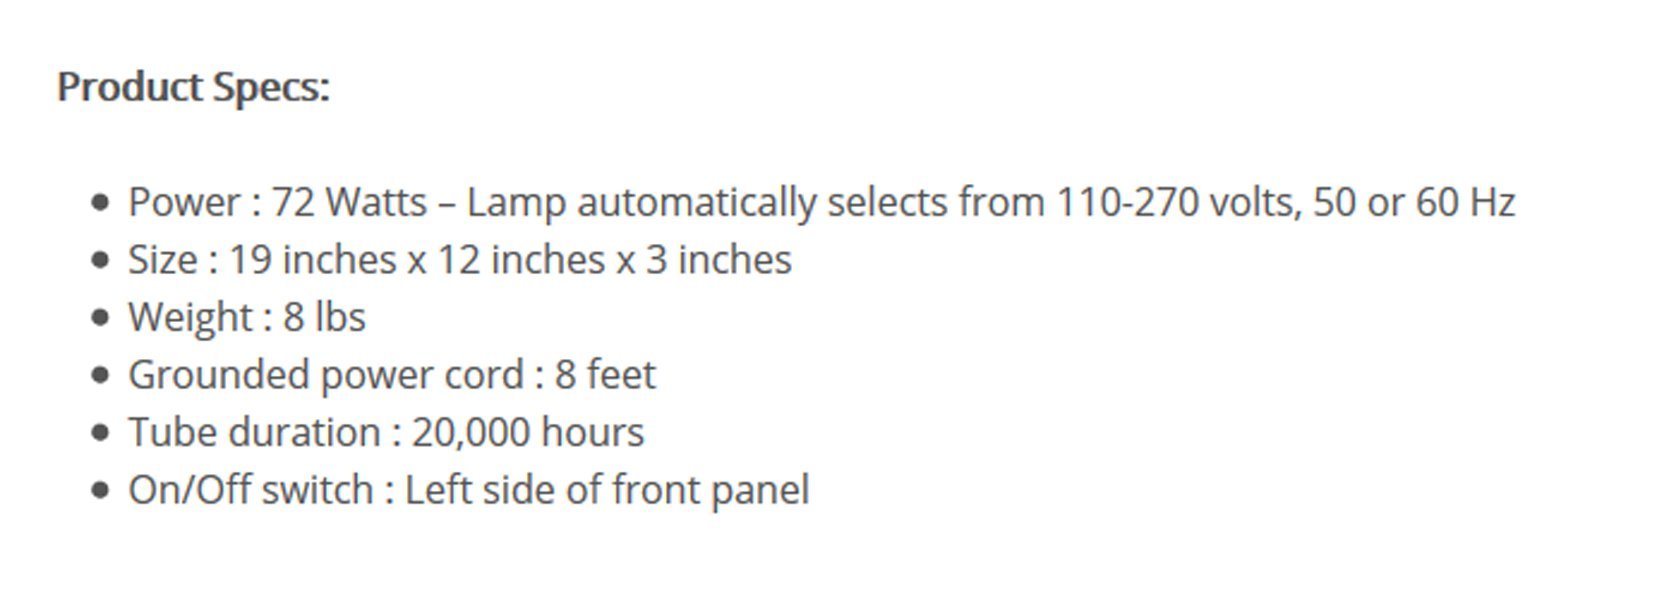 Product Specs:
• Power : 72 Watts – Lamp automatically selects from 110-270 volts, 50 or 60 Hz
• Size : 19 inches x 12 inches x 3 inches
• Weight : 8 lbs
• Grounded power cord : 8 feet
• Tube duration : 20,000 hours
• On/Off switch : Left side of front panel